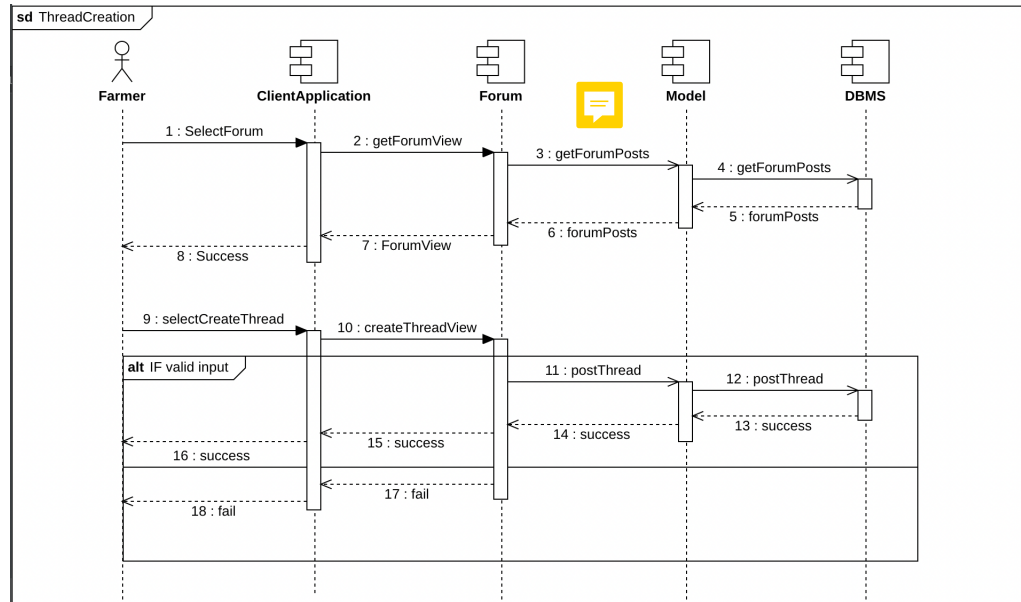 sd ThreadCreation
Farmer
ClientApplication
Forum
Model
DBMS
1 : SelectForum
2 : getForumView
3 : getForumPosts
4 : getForumPosts
5 : forumPosts
6 : forumPosts
7 : ForumView
8 : Success
9 : selectCreateThread
10 : createThreadView
alt IF valid input
11 : postThread
12 : postThread
13 : success
14 : success
15 : success
16 : success
17 : fail
18 : fail